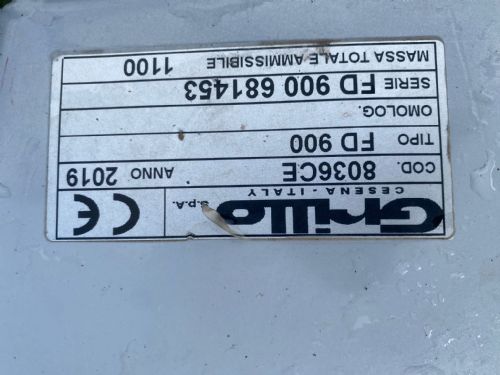 Grillo s.p.A.
CESENA - ITALY
CE
COD. 8036CE ANNO 2019
TIPO FD 900
OMOLOG.
SERIE FD 900 681453
MASSA TOTALE AMMISSIBILE
1100